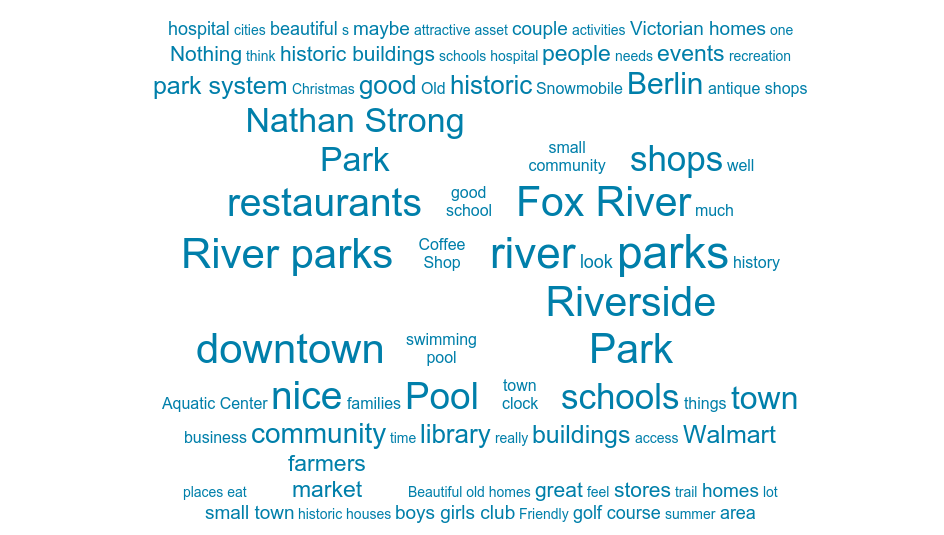 hospital cities beautiful s maybe attractive asset couple activities Victorian homes one
Nothing think historic buildings schools hospital people needs events recreation
park system Christmas good Old historic Snowmobile Berlin antique shops
Nathan Strong
Park
small
community
shops well
restaurants
good
school
Fox River much
River parks
Coffee
Shop
river look parks history
downtown
swimming
pool
Riverside
Park
Aquatic Center nice families Pool
town
clock
schools things town
business community time library really buildings access Walmart
places eat
farmers
market
Beautiful old homes great feel stores trail homes lot
small town historic houses boys girls club Friendly golf course summer area